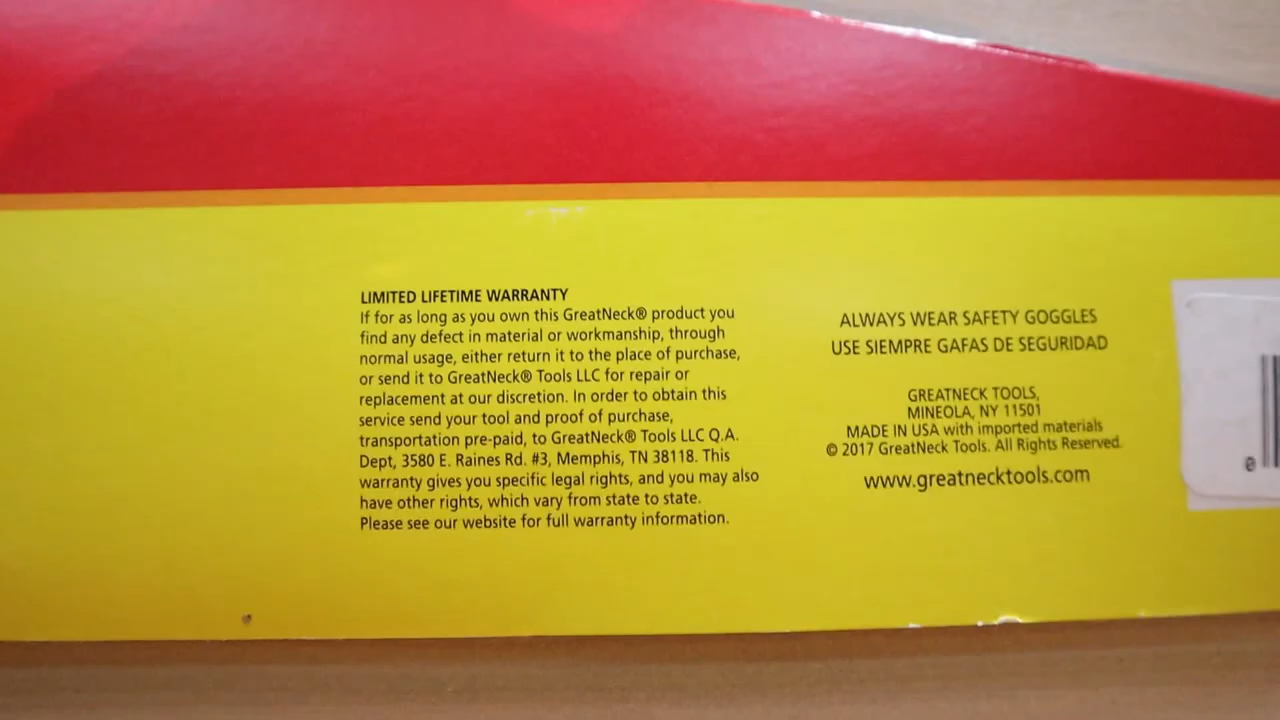 LIMITED LIFETIME WARRANTY
If for as long as you own this GreatNeck® product you
find any defect in material or workmanship, through
normal usage, either return it to the place of purchase,
or send it to GreatNeck® Tools LLC for repair or
replacement at our discretion. In order to obtain this
service send your tool and proof of purchase,
transportation pre-paid, to GreatNeck® Tools LLC Q.A.
Dept, 3580 E. Raines Rd. #3, Memphis, TN 38118. This
warranty gives you specific legal rights, and you may also
have other rights, which vary from state to state.
Please see our website for full warranty information.
ALWAYS WEAR SAFETY GOGGLES
USE SIEMPRE GAFAS DE SEGURIDAD
GREATNECK TOOLS,
MINEOLA, NY 11501
MADE IN USA with imported materials
© 2017 GreatNeck Tools. All Rights Reserved.
www.greatnecktools.com
0